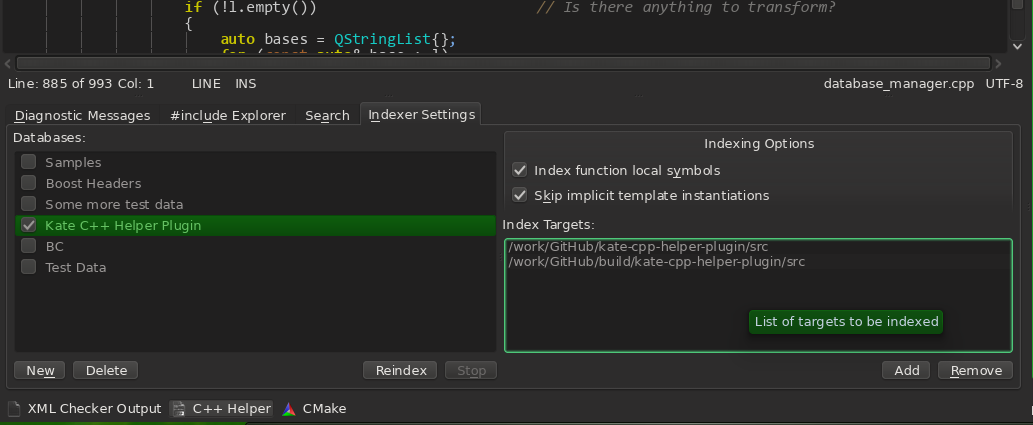 if (!l.empty()) // Is there anything to transform?
{
auto bases = QStringList{};
for (const auto& base : l)
Line: 885 of 993 Col: 1 LINE INS database_manager.cpp UTF-8
Diagnostic Messages #include Explorer Search Indexer Settings
Databases:
Samples
Boost Headers
Some more test data
Kate C++ Helper Plugin
BC
Test Data
New Delete Reindex Stop
Indexing Options
Index function local symbols
Skip implicit template instantiations
Index Targets:
/work/GitHub/kate-cpp-helper-plugin/src
/work/GitHub/build/kate-cpp-helper-plugin/src
List of targets to be indexed
Add Remove
XML Checker Output C++ Helper CMake